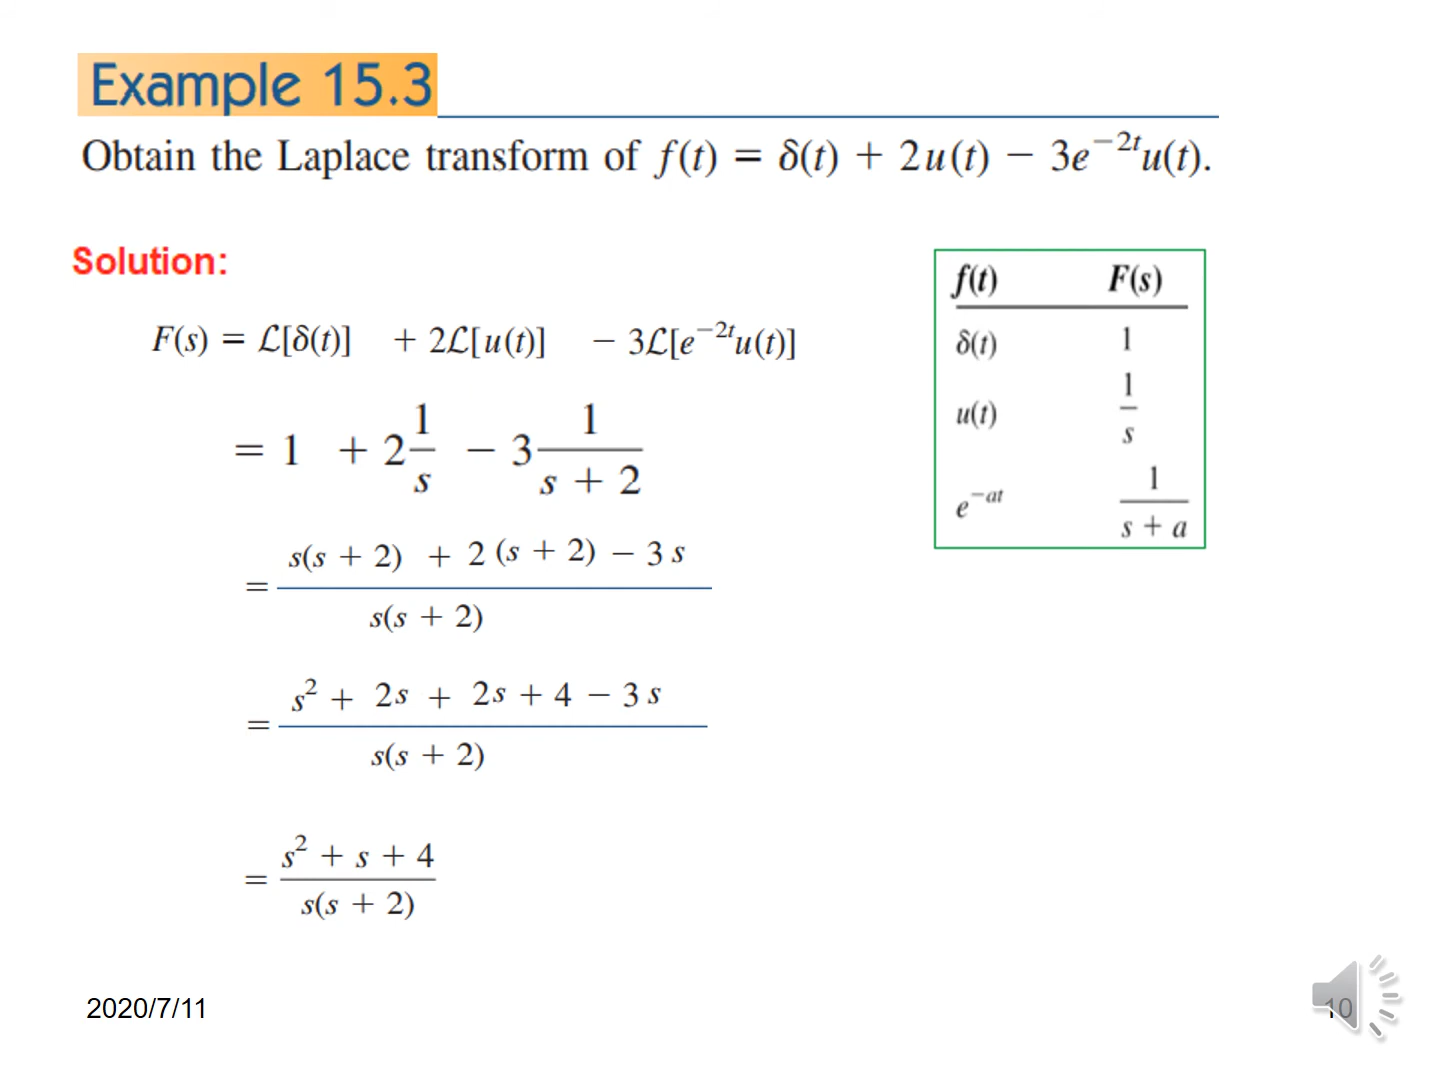 Example 15.3
Obtain the Laplace transform of f(t) = δ(t) + 2u(t) − 3e^{−2t}u(t).
Solution:
F(s) = ℒ[δ(t)] + 2ℒ[u(t)] − 3ℒ[e^{−2t}u(t)]
= 1 + 2 1/s − 3 1/(s + 2)
= (s(s + 2) + 2(s + 2) − 3s)/(s(s + 2))
= (s² + 2s + 2s + 4 − 3s)/(s(s + 2))
= (s² + s + 4)/(s(s + 2))
f(t) F(s)
δ(t) 1
u(t) 1/s
e^{−at} 1/(s + a)
2020/7/11
10